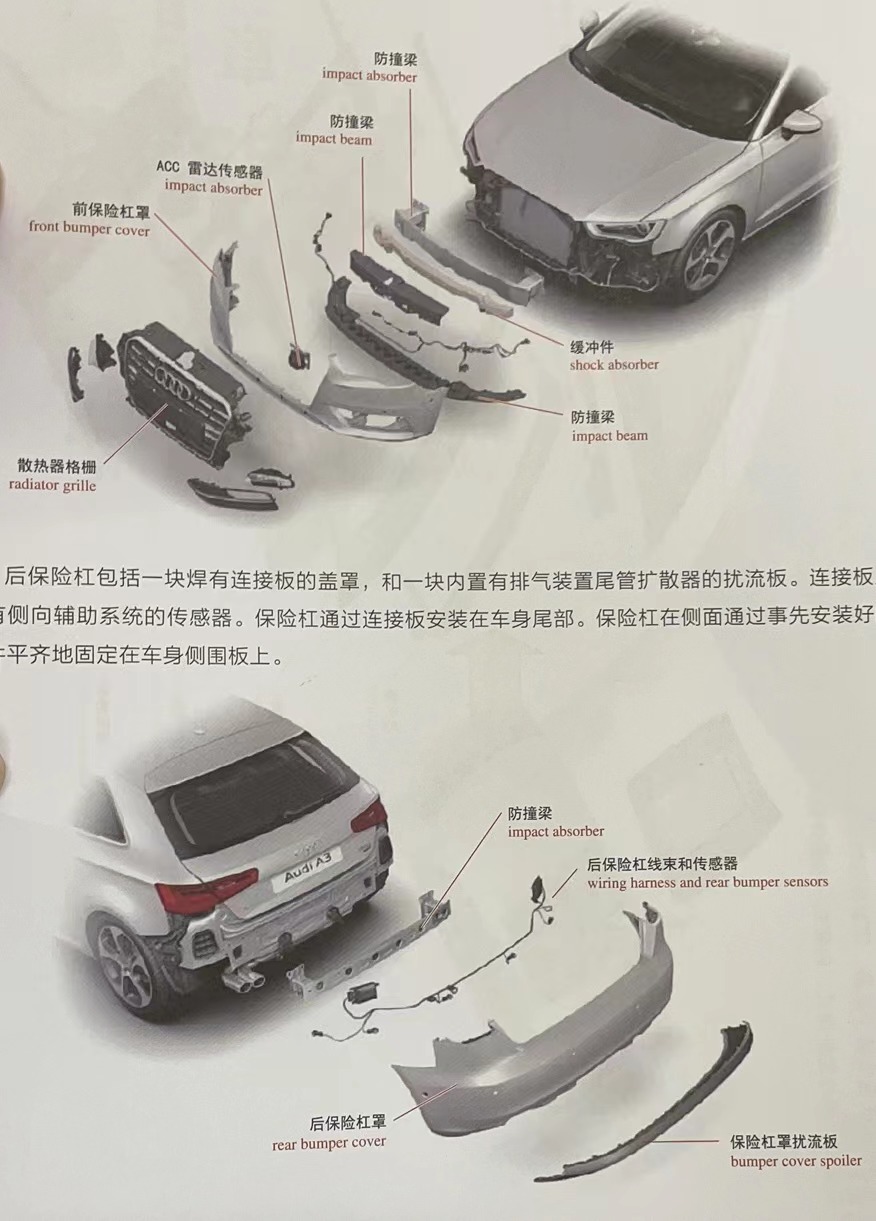 防撞梁
impact absorber
防撞梁
impact beam
ACC 雷达传感器
impact absorber
前保险杠罩
front bumper cover
缓冲件
shock absorber
防撞梁
impact beam
散热器格栅
radiator grille
后保险杠包括一块焊有连接板的盖罩，和一块内置有排气装置尾管扩散器的扰流板。连接板
有侧向辅助系统的传感器。保险杠通过连接板安装在车身尾部。保险杠在侧面通过事先安装好
平齐地固定在车身侧围板上。
防撞梁
impact absorber
后保险杠线束和传感器
wiring harness and rear bumper sensors
Audi A3
后保险杠罩
rear bumper cover
保险杠罩扰流板
bumper cover spoiler